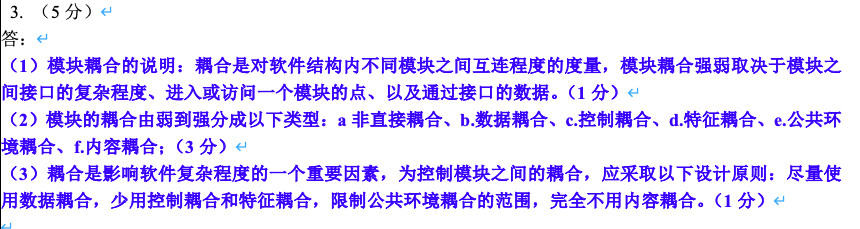 3. （5 分）
答：
（1）模块耦合的说明：耦合是对软件结构内不同模块之间互连程度的度量，模块耦合强弱取决于模块之
间接口的复杂程度、进入或访问一个模块的点、以及通过接口的数据。（1 分）
（2）模块的耦合由弱到强分成以下类型：a 非直接耦合、b.数据耦合、c.控制耦合、d.特征耦合、e.公共环
境耦合、f.内容耦合；（3 分）
（3）耦合是影响软件复杂程度的一个重要因素，为控制模块之间的耦合，应采取以下设计原则：尽量使
用数据耦合，少用控制耦合和特征耦合，限制公共环境耦合的范围，完全不用内容耦合。（1 分）